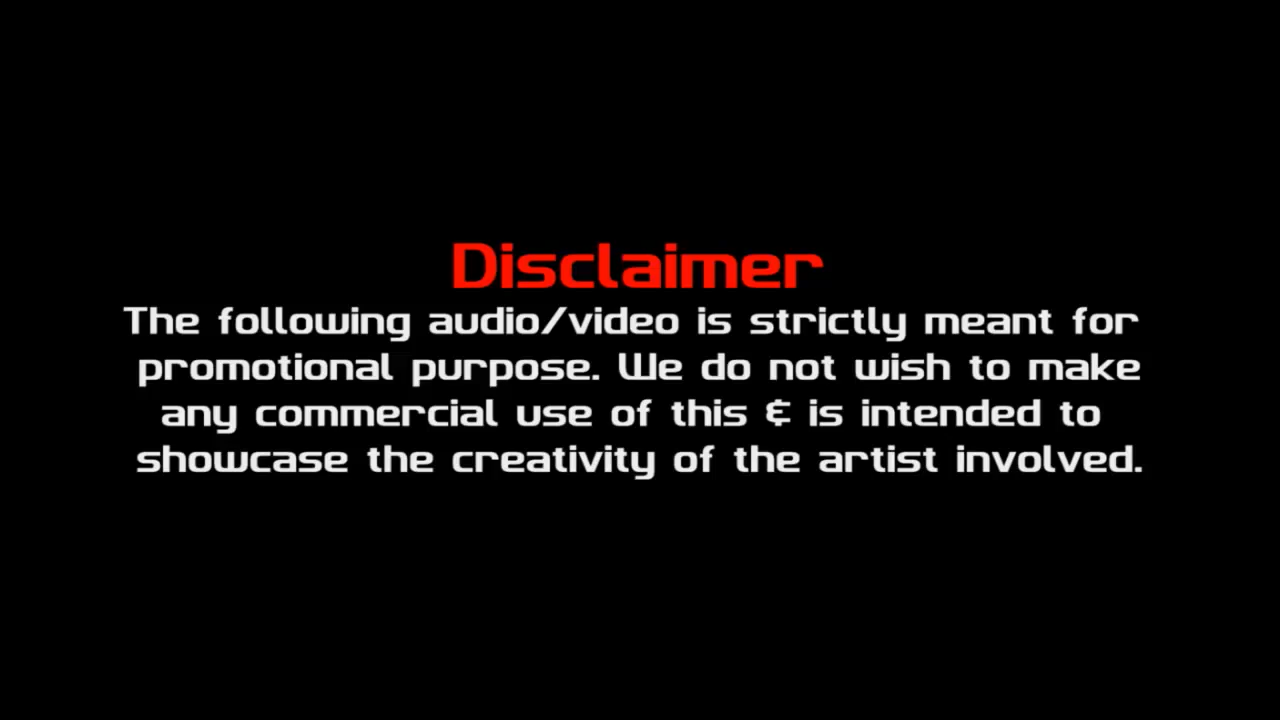 Disclaimer
The following audio/video is strictly meant for
promotional purpose. We do not wish to make
any commercial use of this & is intended to
showcase the creativity of the artist involved.